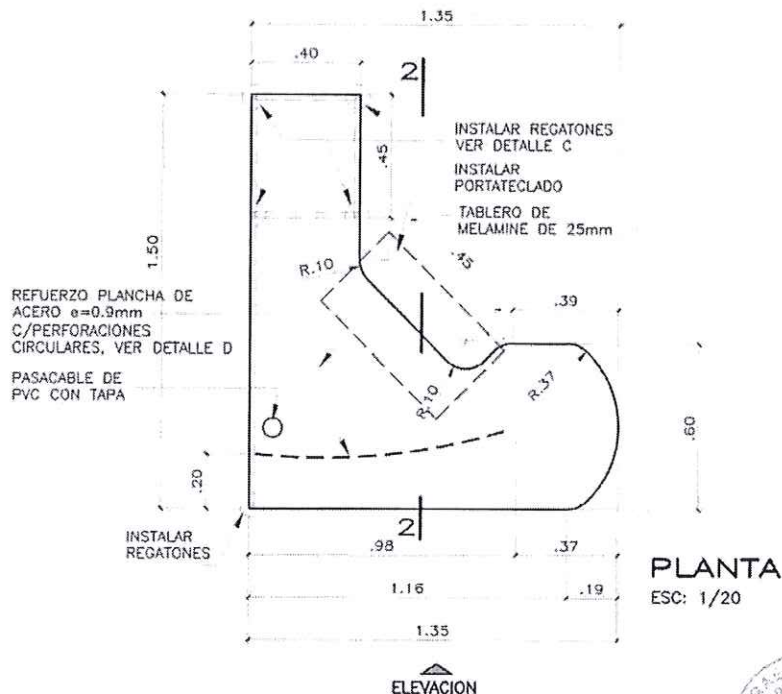 1.35
.40
2
INSTALAR REGATONES
VER DETALLE C
.45
INSTALAR
PORTATECLADO
TABLERO DE
MELAMINE DE 25mm
1.50
R.10
.45
.39
REFUERZO PLANCHA DE
ACERO e=0.9mm
C/PERFORACIONES
CIRCULARES, VER DETALLE D
PASACABLE DE
PVC CON TAPA
R.10
R.37
.60
.20
INSTALAR
REGATONES
2
.98
.37
PLANTA
ESC: 1/20
1.16
.19
1.35
ELEVACION